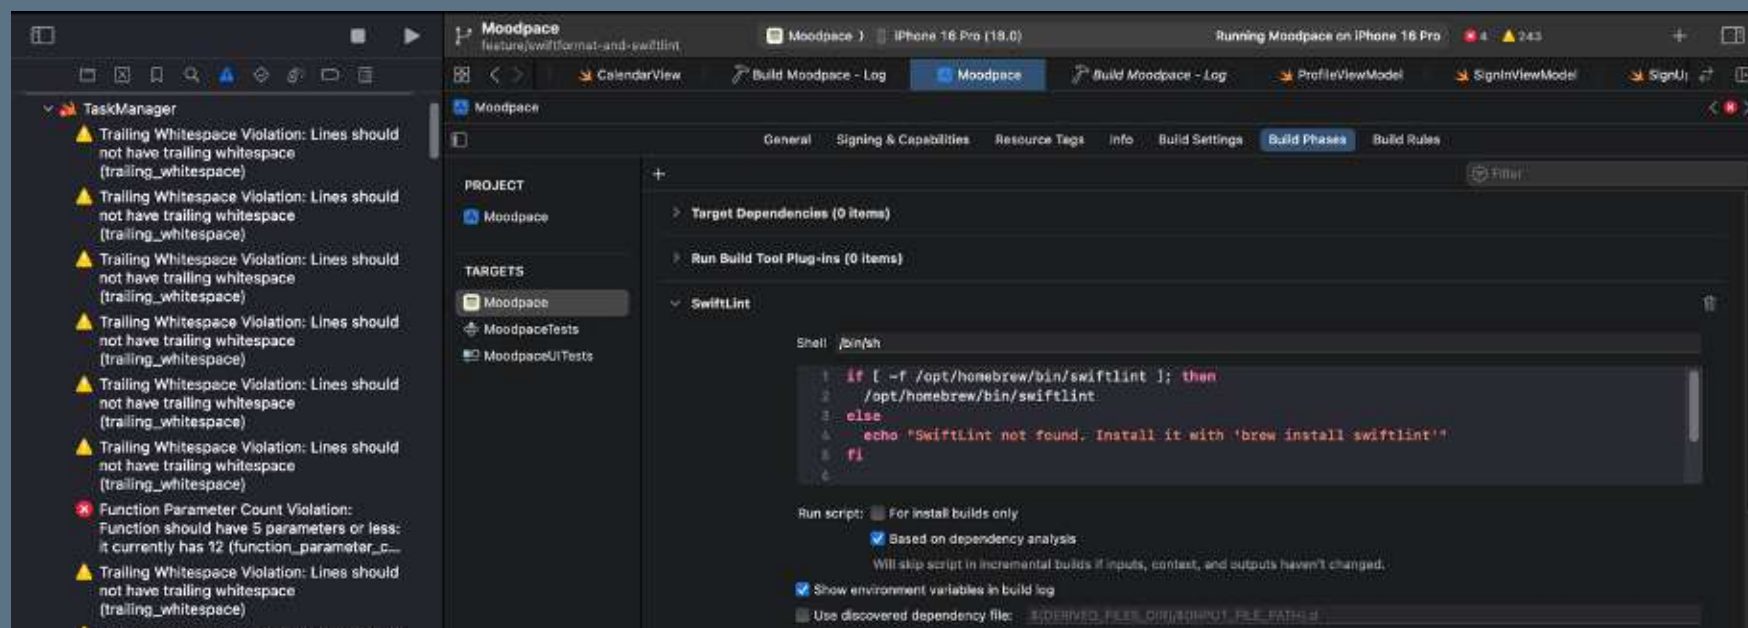 Moodpace
feature/swiftformat-and-swiftlint
Moodpace
iPhone 16 Pro (18.0)
Running Moodpace on iPhone 16 Pro
4
243
CalendarView
Build Moodpace - Log
Moodpace
Build Moodpace - Log
ProfileViewModel
SignInViewModel
SignUp
Moodpace
General
Signing & Capabilities
Resource Tags
Info
Build Settings
Build Phases
Build Rules
TaskManager
Trailing Whitespace Violation: Lines should
not have trailing whitespace
(trailing_whitespace)
Trailing Whitespace Violation: Lines should
not have trailing whitespace
(trailing_whitespace)
Trailing Whitespace Violation: Lines should
not have trailing whitespace
(trailing_whitespace)
Trailing Whitespace Violation: Lines should
not have trailing whitespace
(trailing_whitespace)
Trailing Whitespace Violation: Lines should
not have trailing whitespace
(trailing_whitespace)
Trailing Whitespace Violation: Lines should
not have trailing whitespace
(trailing_whitespace)
Function Parameter Count Violation:
Function should have 5 parameters or less:
it currently has 12 (function_parameter_c...
Trailing Whitespace Violation: Lines should
not have trailing whitespace
(trailing_whitespace)
PROJECT
Moodpace
TARGETS
Moodpace
MoodpaceTests
MoodpaceUITests
Filter
Target Dependencies (0 items)
Run Build Tool Plug-ins (0 items)
SwiftLint
Shell /bin/sh
1 if [ -f /opt/homebrew/bin/swiftlint ]; then
2 /opt/homebrew/bin/swiftlint
3 else
4 echo "SwiftLint not found. Install it with 'brew install swiftlint'"
5 fi
6
Run script: For install builds only
Based on dependency analysis
Will skip script in incremental builds if inputs, context, and outputs haven't changed.
Show environment variables in build log
Use discovered dependency file: $(DERIVED_FILES_DIR)/$(INPUT_FILE_PATH).d